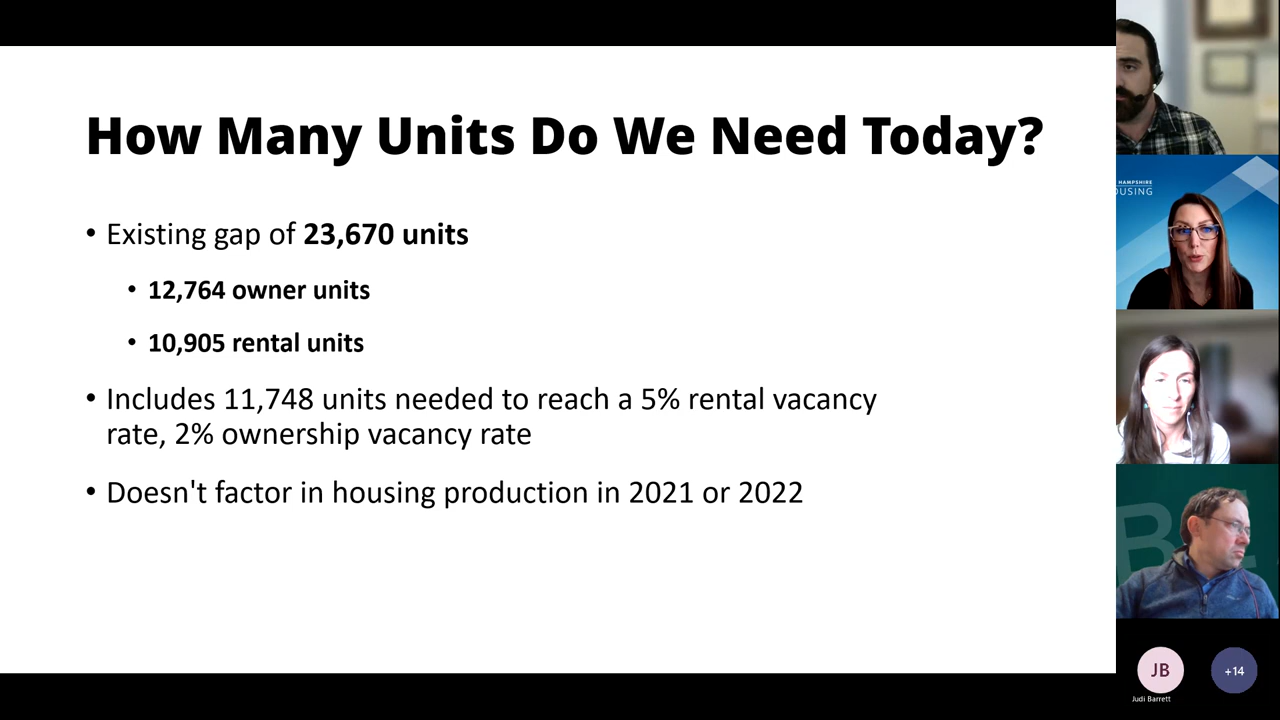 How Many Units Do We Need Today?
• Existing gap of 23,670 units
• 12,764 owner units
• 10,905 rental units
• Includes 11,748 units needed to reach a 5% rental vacancy
rate, 2% ownership vacancy rate
• Doesn't factor in housing production in 2021 or 2022
HAMPSHIRE
OUSING
B
JB
+14
Judi Barrett